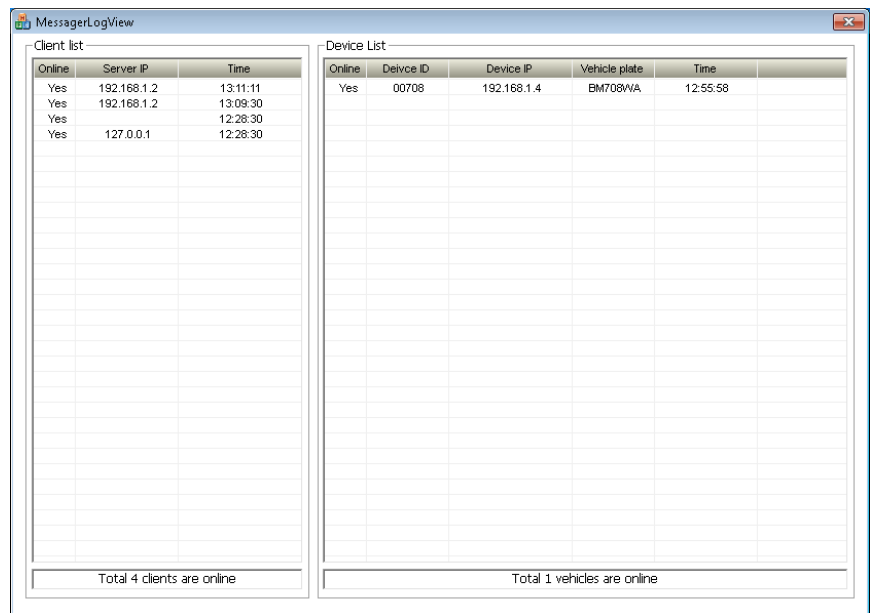 MessagerLogView
Client list
Online Server IP Time
Yes 192.168.1.2 13:11:11
Yes 192.168.1.2 13:09:30
Yes 12:28:30
Yes 127.0.0.1 12:28:30
Total 4 clients are online
Device List
Online Deivce ID Device IP Vehicle plate Time
Yes 00708 192.168.1.4 BM708WA 12:55:58
Total 1 vehicles are online